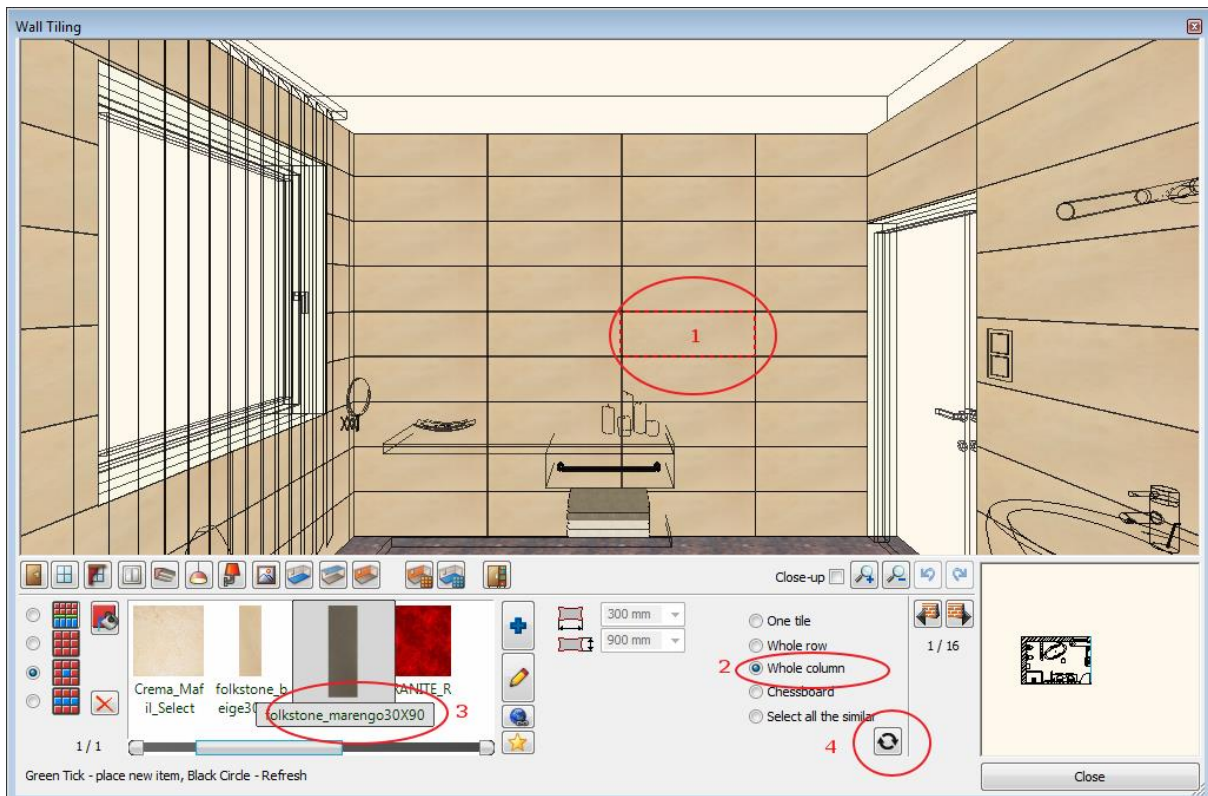 Wall Tiling
1
Close-up
300 mm
900 mm
One tile
Whole row
2
Whole column
Chessboard
Select all the similar
4
1 / 16
Crema_Maf
il_Select
folkstone_b
eige30
RANITE_R
folkstone_marengo30X90
3
1 / 1
Green Tick - place new item, Black Circle - Refresh
Close